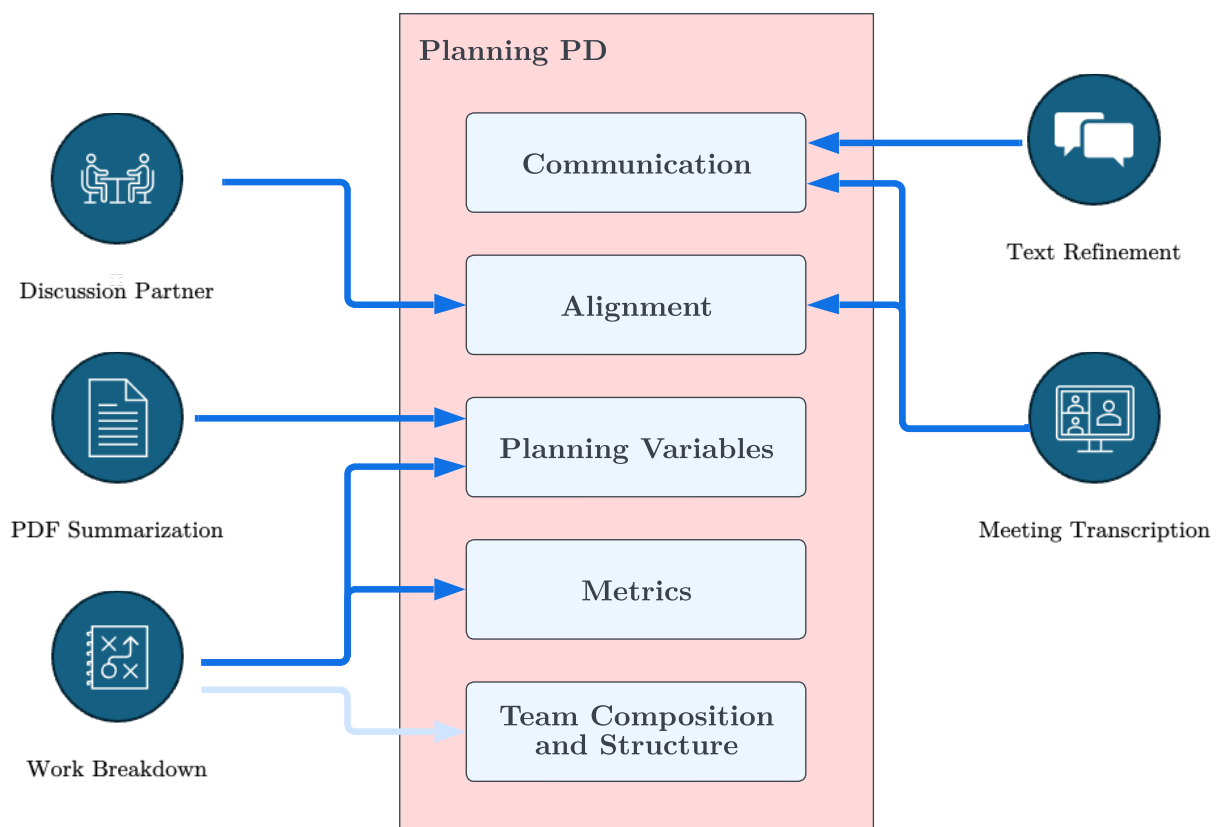 Planning PD
Communication
Alignment
Planning Variables
Metrics
Team Composition
and Structure
Discussion Partner
PDF Summarization
Work Breakdown
Text Refinement
Meeting Transcription